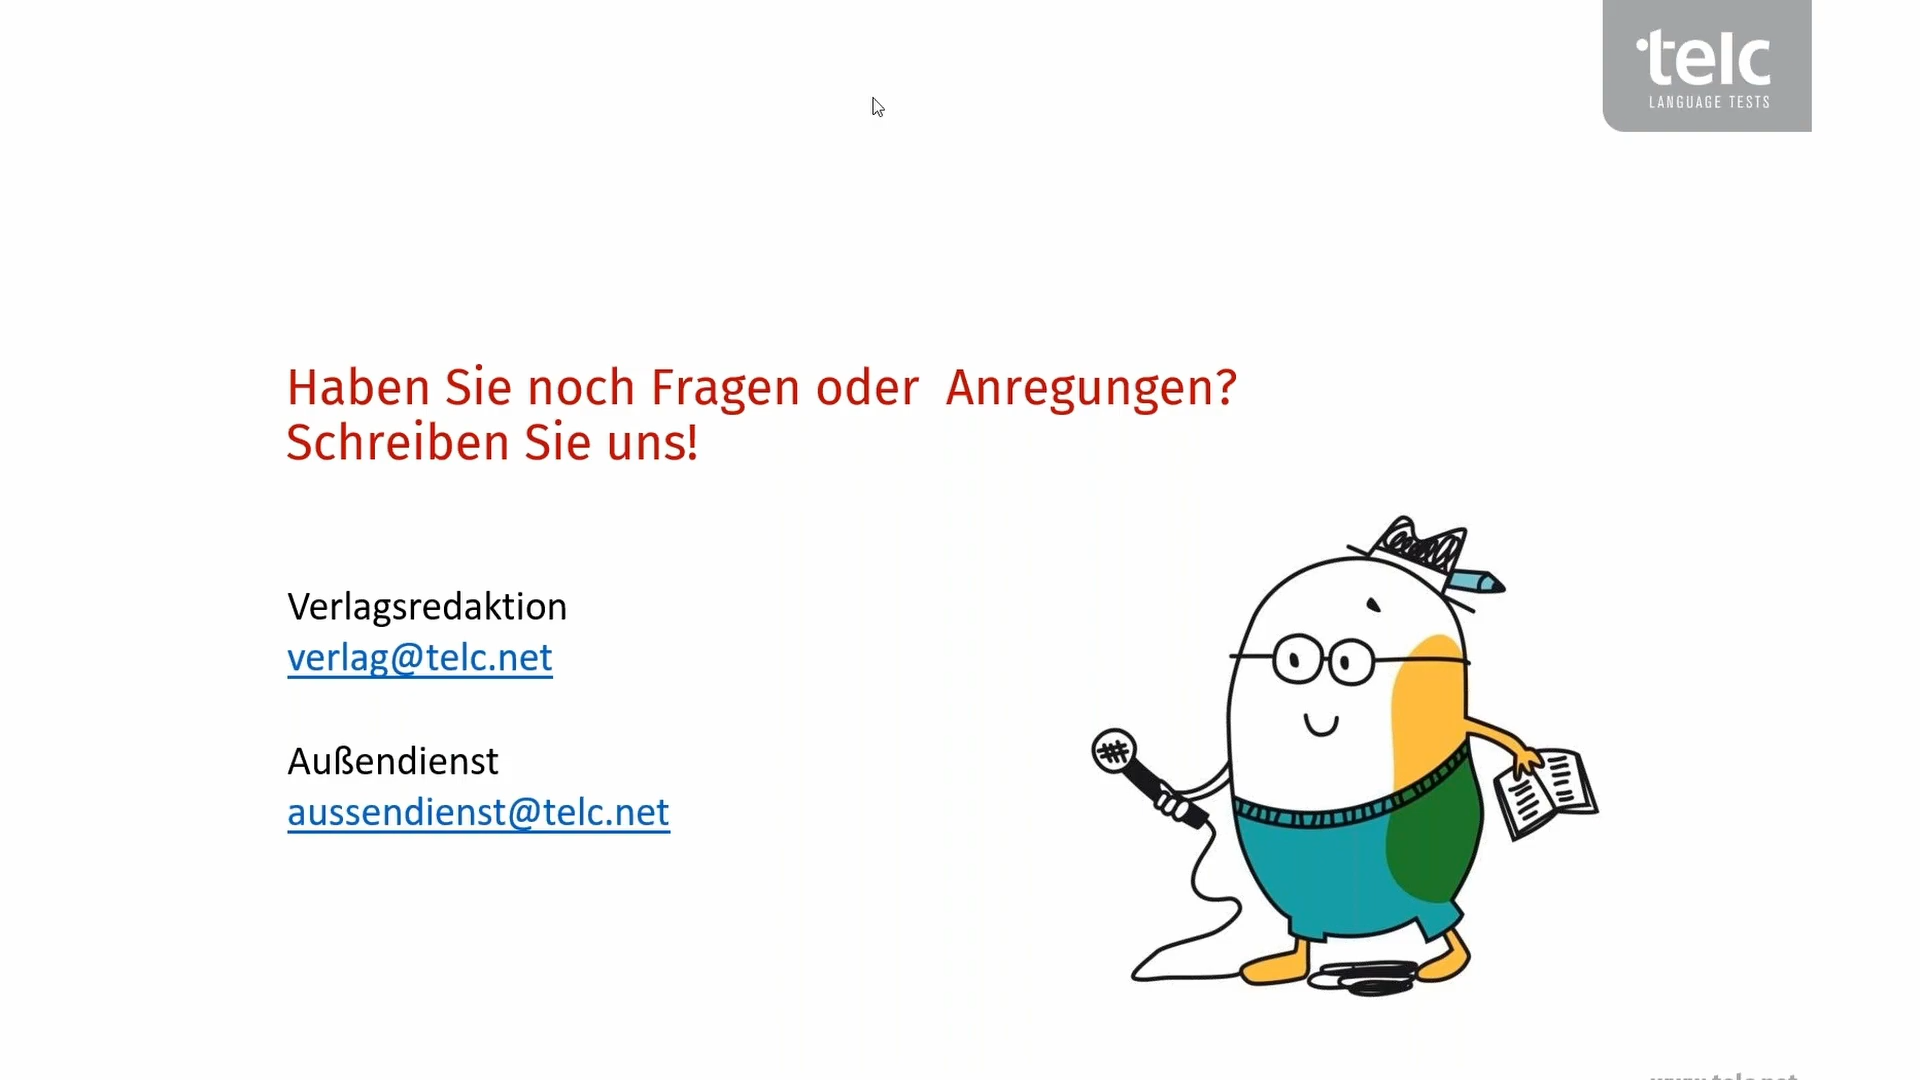 telc
LANGUAGE TESTS
Haben Sie noch Fragen oder  Anregungen?
Schreiben Sie uns!
Verlagsredaktion
verlag@telc.net
Außendienst
aussendienst@telc.net